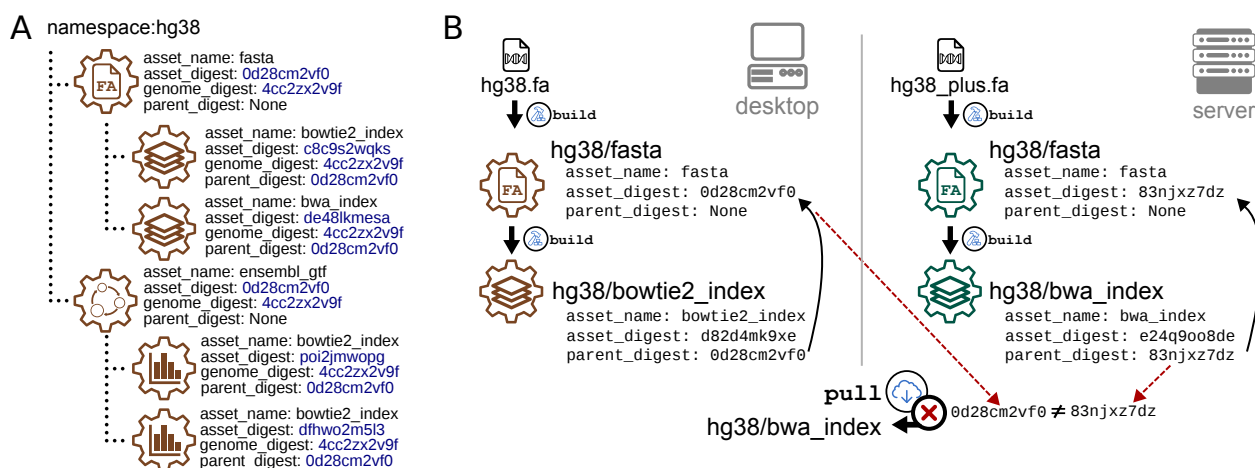 A
namespace:hg38
FA
asset_name: fasta
asset_digest: 0d28cm2vf0
genome_digest: 4cc2zx2v9f
parent_digest: None
asset_name: bowtie2_index
asset_digest: c8c9s2wqks
genome_digest: 4cc2zx2v9f
parent_digest: 0d28cm2vf0
asset_name: bwa_index
asset_digest: de48lkmesa
genome_digest: 4cc2zx2v9f
parent_digest: 0d28cm2vf0
asset_name: ensembl_gtf
asset_digest: 0d28cm2vf0
genome_digest: 4cc2zx2v9f
parent_digest: None
asset_name: bowtie2_index
asset_digest: poi2jmwopg
genome_digest: 4cc2zx2v9f
parent_digest: 0d28cm2vf0
asset_name: bowtie2_index
asset_digest: dfhwo2m5l3
genome_digest: 4cc2zx2v9f
parent_digest: 0d28cm2vf0
B
hg38.fa
desktop
build
hg38/fasta
FA
asset_name: fasta
asset_digest: 0d28cm2vf0
parent_digest: None
build
hg38/bowtie2_index
asset_name: bowtie2_index
asset_digest: d82d4mk9xe
parent_digest: 0d28cm2vf0
hg38_plus.fa
server
build
hg38/fasta
FA
asset_name: fasta
asset_digest: 83njxz7dz
parent_digest: None
build
hg38/bwa_index
asset_name: bwa_index
asset_digest: e24q9oo8de
parent_digest: 83njxz7dz
pull
hg38/bwa_index
0d28cm2vf0 ≠ 83njxz7dz